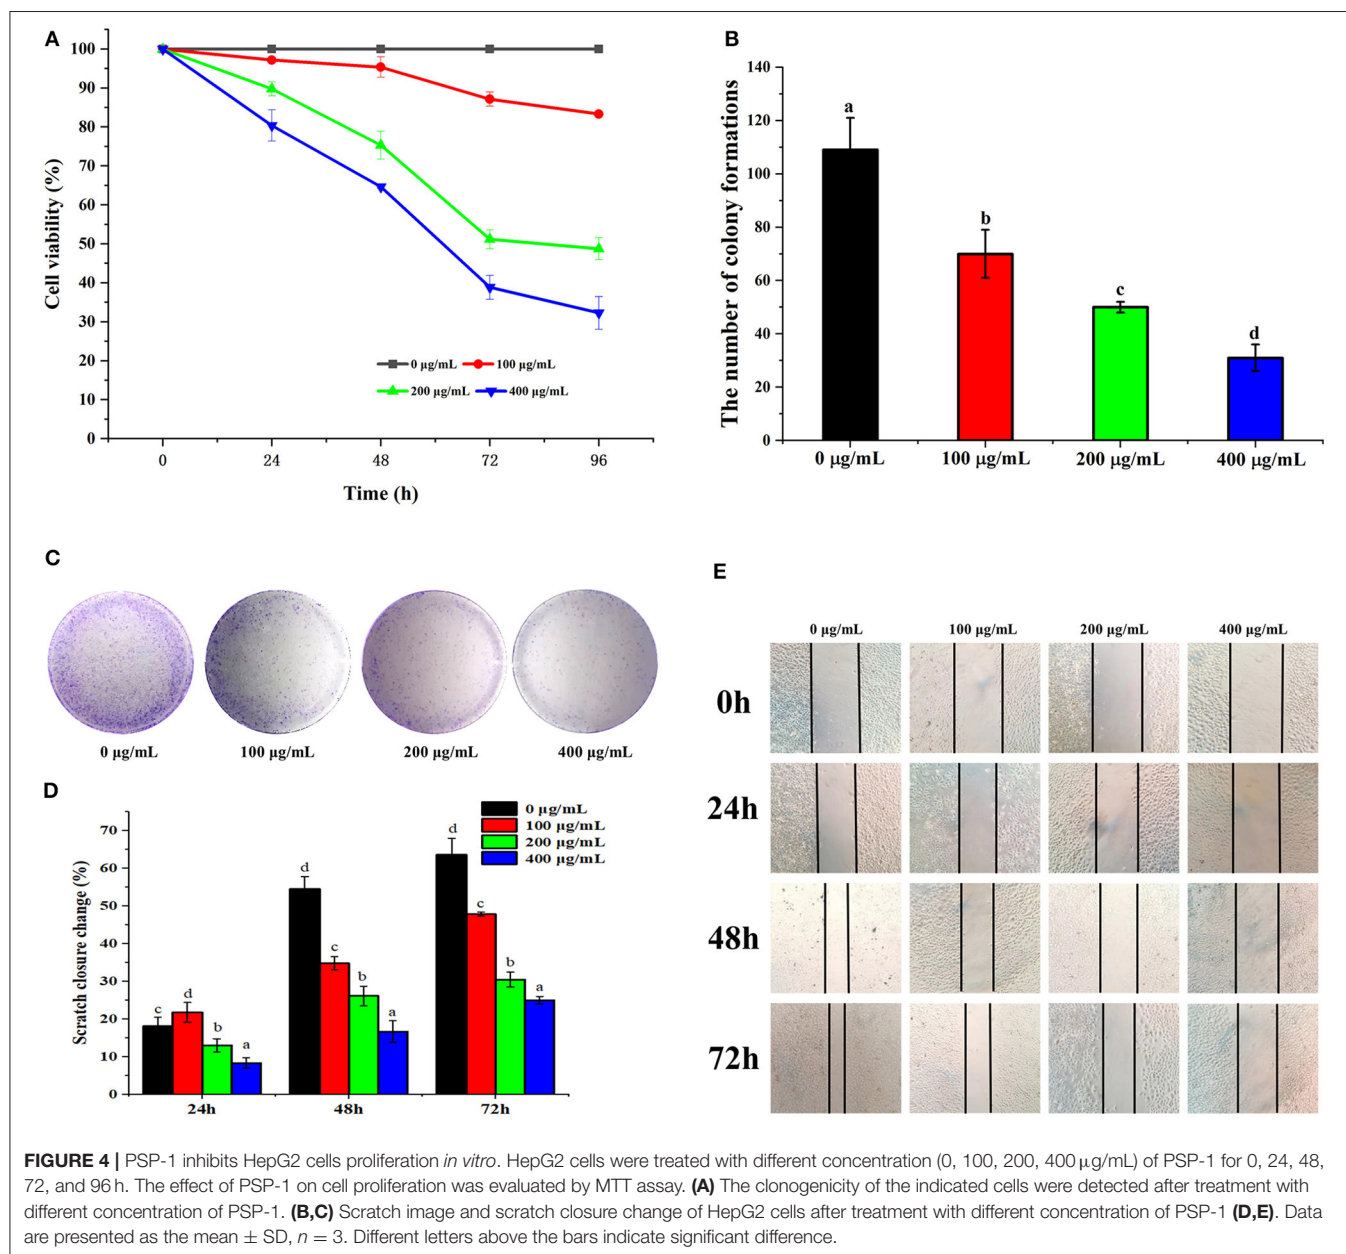 A
100
90
80
70
60
50
40
30
20
10
0
Cell viability (%)
0 µg/mL 100 µg/mL
200 µg/mL 400 µg/mL
0 24 48 72 96
Time (h)
B
140
120
100
80
60
40
20
0
The number of colony formations
a
b
c
d
0 µg/mL 100 µg/mL 200 µg/mL 400 µg/mL
C
0 µg/mL 100 µg/mL 200 µg/mL 400 µg/mL
D
0 µg/mL
100 µg/mL
200 µg/mL
400 µg/mL
70
60
50
40
30
20
10
0
Scratch closure change (%)
c d b a
d c b a
d c b a
24h 48h 72h
E
0 µg/mL 100 µg/mL 200 µg/mL 400 µg/mL
0h
24h
48h
72h
FIGURE 4 | PSP-1 inhibits HepG2 cells proliferation in vitro. HepG2 cells were treated with different concentration (0, 100, 200, 400 µg/mL) of PSP-1 for 0, 24, 48,
72, and 96 h. The effect of PSP-1 on cell proliferation was evaluated by MTT assay. (A) The clonogenicity of the indicated cells were detected after treatment with
different concentration of PSP-1. (B,C) Scratch image and scratch closure change of HepG2 cells after treatment with different concentration of PSP-1 (D,E). Data
are presented as the mean ± SD, n = 3. Different letters above the bars indicate significant difference.